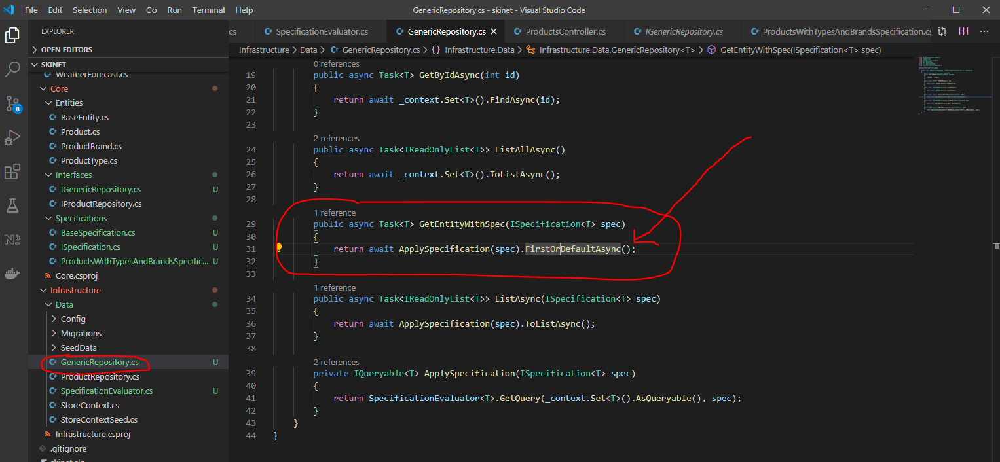 File Edit Selection View Go Run Terminal Help GenericRepository.cs - skinet - Visual Studio Code
EXPLORER
OPEN EDITORS
SKINET
WeatherForecast.cs
Core
Entities
BaseEntity.cs
Product.cs
ProductBrand.cs
ProductType.cs
Interfaces
IGenericRepository.cs U
IProductRepository.cs
Specifications
BaseSpecification.cs U
ISpecification.cs U
ProductsWithTypesAndBrandsSpecific... U
Core.csproj
Infrastructure
Data
Config
Migrations
SeedData
GenericRepository.cs U
ProductRepository.cs
SpecificationEvaluator.cs U
StoreContext.cs
StoreContextSeed.cs
Infrastructure.csproj
.gitignore
8
cs SpecificationEvaluator.cs GenericRepository.cs ProductsController.cs IGenericRepository.cs ProductsWithTypesAndBrandsSpecification.cs
Infrastructure > Data > GenericRepository.cs > {} Infrastructure.Data > Infrastructure.Data.GenericRepository<T> > GetEntityWithSpec(ISpecification<T> spec)
0 references
19 public async Task<T> GetByIdAsync(int id)
20 {
21 return await _context.Set<T>().FindAsync(id);
22 }
23
2 references
24 public async Task<IReadOnlyList<T>> ListAllAsync()
25 {
26 return await _context.Set<T>().ToListAsync();
27 }
28
1 reference
29 public async Task<T> GetEntityWithSpec(ISpecification<T> spec)
30 {
31 return await ApplySpecification(spec).FirstOrDefaultAsync();
32 }
33
1 reference
34 public async Task<IReadOnlyList<T>> ListAsync(ISpecification<T> spec)
35 {
36 return await ApplySpecification(spec).ToListAsync();
37 }
38
2 references
39 private IQueryable<T> ApplySpecification(ISpecification<T> spec)
40 {
41 return SpecificationEvaluator<T>.GetQuery(_context.Set<T>().AsQueryable(), spec);
42 }
43 }
44 }